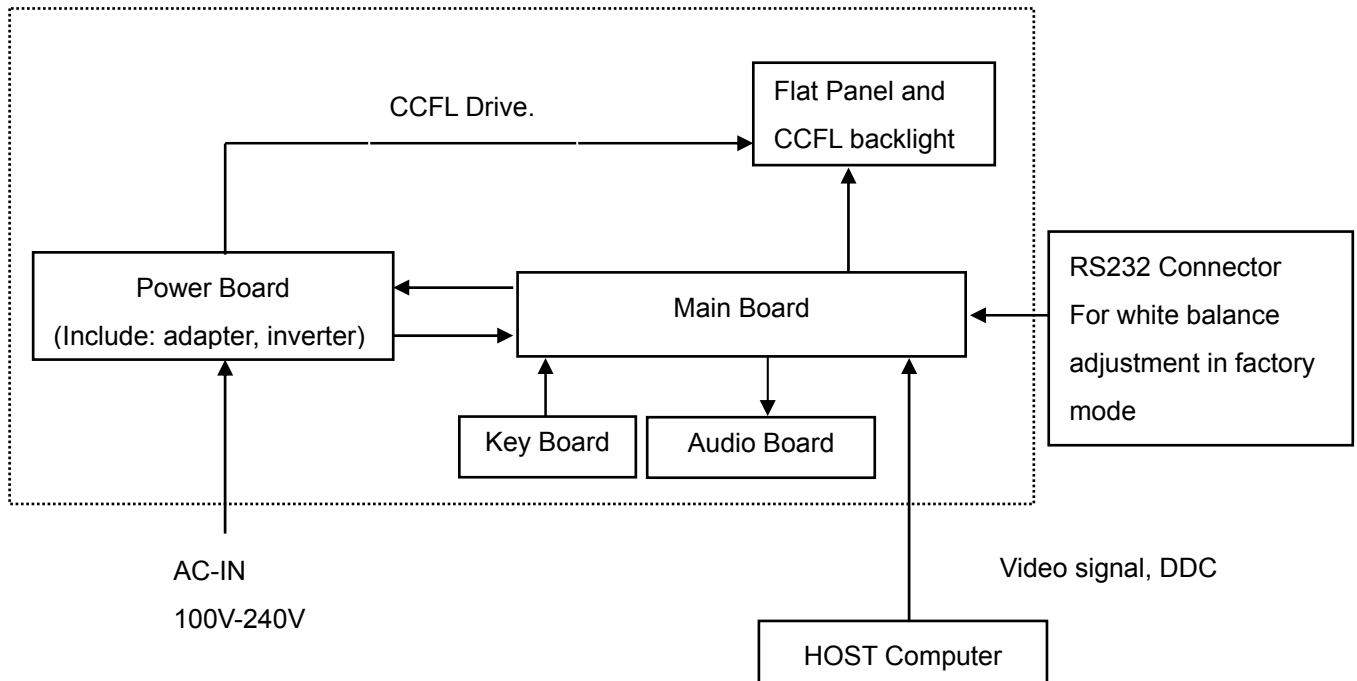 CCFL Drive.
Flat Panel and
CCFL backlight
Power Board
(Include: adapter, inverter)
Main Board
RS232 Connector
For white balance
adjustment in factory
mode
Key Board
Audio Board
AC-IN
100V-240V
Video signal, DDC
HOST Computer